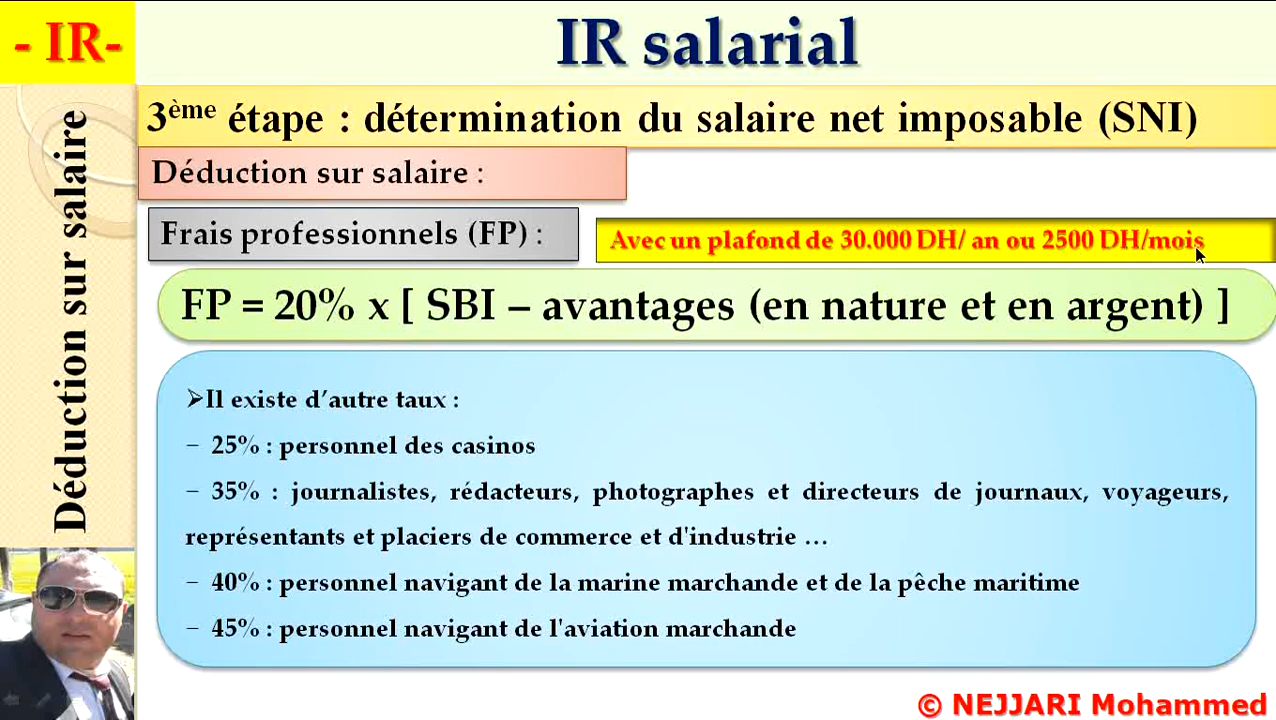 - IR-
IR salarial
Déduction sur salaire
3ème étape : détermination du salaire net imposable (SNI)
Déduction sur salaire :
Frais professionnels (FP) :
Avec un plafond de 30.000 DH/ an ou 2500 DH/mois
FP = 20% x [ SBI – avantages (en nature et en argent) ]
➢Il existe d’autre taux :
− 25% : personnel des casinos
− 35% : journalistes, rédacteurs, photographes et directeurs de journaux, voyageurs,
représentants et placiers de commerce et d'industrie …
− 40% : personnel navigant de la marine marchande et de la pêche maritime
− 45% : personnel navigant de l'aviation marchande
© NEJJARI Mohammed